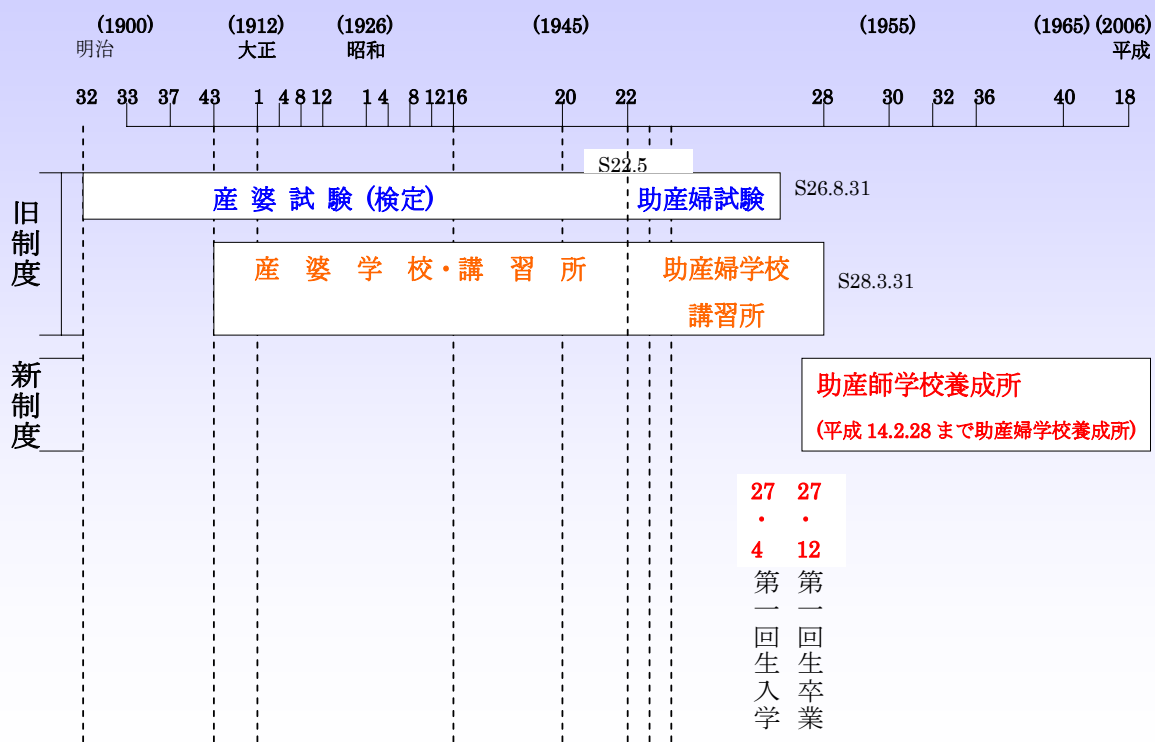 (1900) (1912) (1926) (1945) (1955) (1965) (2006)
明治 大正 昭和 平成
32 33 37 43 1 4 8 12 1 4 8 12 16 20 22 28 30 32 36 40 18
S22.5
旧制度
産婆試験(検定) 助産婦試験
S26.8.31
産婆学校・講習所 助産婦学校
講習所
S28.3.31
新制度
助産師学校養成所
(平成 14.2.28 まで助産婦学校養成所)
27・4 第一回生入学
27・12 第一回生卒業